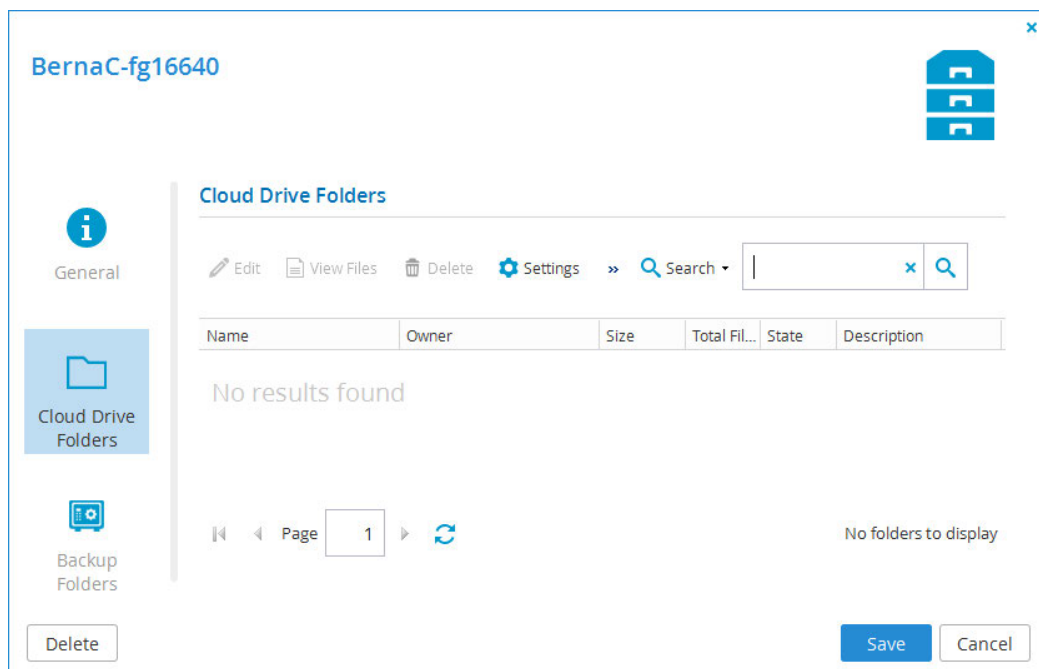 BernaC-fg16640
General
Cloud Drive
Folders
Backup
Folders
Cloud Drive Folders
Edit View Files Delete Settings » Search
Name Owner Size Total Fil... State Description
No results found
Page 1 No folders to display
Delete Save Cancel